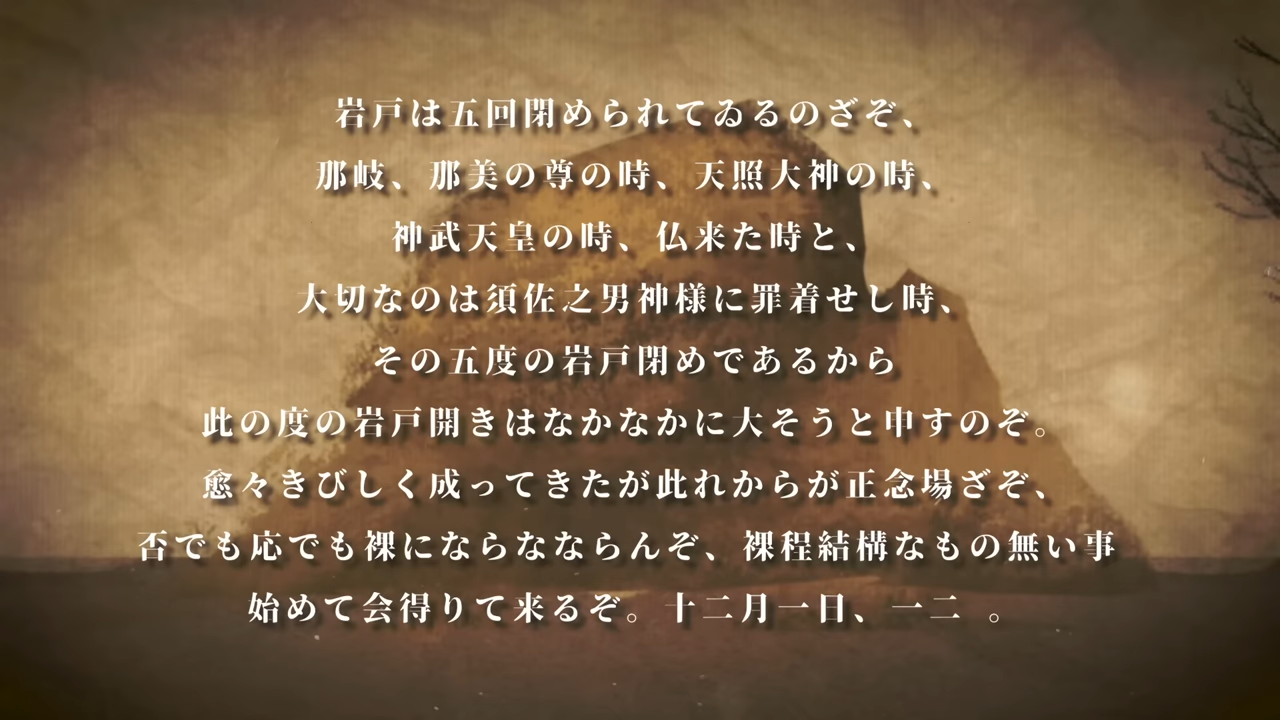 岩戸は五回閉められてゐるのざぞ、
那岐、那美の尊の時、天照大神の時、
神武天皇の時、仏来た時と、
大切なのは須佐之男神様に罪着せし時、
その五度の岩戸閉めであるから
此の度の岩戸開きはなかなかに大そうと申すのぞ。
愈々きびしく成ってきたが此れからが正念場ざぞ、
否でも応でも裸にならなならんぞ、裸程結構なもの無い事
始めて会得りて来るぞ。十二月一日、一二 。